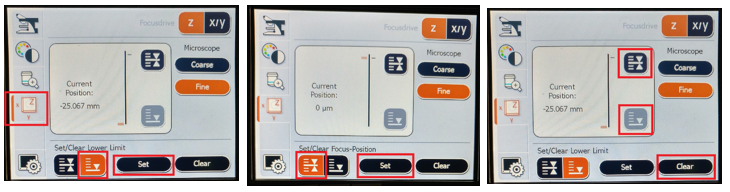 Focusdrive Z X/Y
Microscope
Coarse
Current
Position:
-25.067 mm
Fine
Set/Clear Lower Limit
Set Clear
Focusdrive Z X/Y
Microscope
Coarse
Current
Position:
0 µm
Fine
Set/Clear Focus-Position
Set Clear
Focusdrive Z X/Y
Microscope
Coarse
Current
Position:
-25.067 mm
Fine
Set/Clear Lower Limit
Set Clear